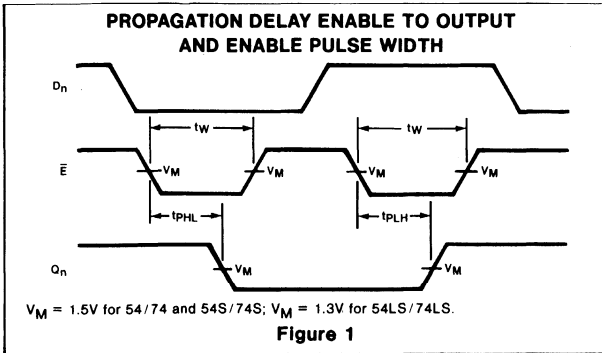 PROPAGATION DELAY ENABLE TO OUTPUT
AND ENABLE PULSE WIDTH
Dn
tW tW
E̅ VM VM VM VM
tPHL tPLH
Qn VM VM
VM = 1.5V for 54/74 and 54S/74S; VM = 1.3V for 54LS/74LS.
Figure 1